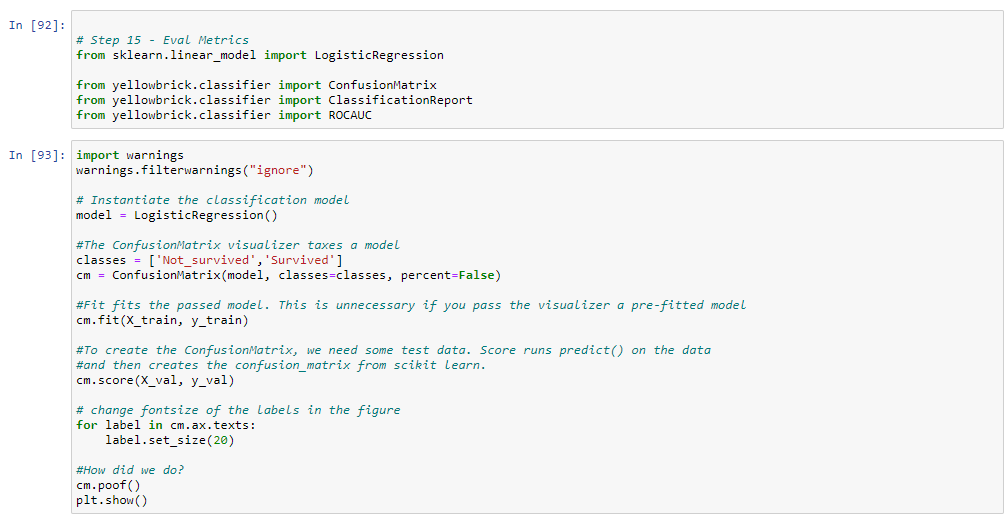 In [92]:
# Step 15 - Eval Metrics
from sklearn.linear_model import LogisticRegression
from yellowbrick.classifier import ConfusionMatrix
from yellowbrick.classifier import ClassificationReport
from yellowbrick.classifier import ROCAUC
In [93]: import warnings
warnings.filterwarnings("ignore")
# Instantiate the classification model
model = LogisticRegression()
#The ConfusionMatrix visualizer taxes a model
classes = ['Not_survived','Survived']
cm = ConfusionMatrix(model, classes=classes, percent=False)
#Fit fits the passed model. This is unnecessary if you pass the visualizer a pre-fitted model
cm.fit(X_train, y_train)
#To create the ConfusionMatrix, we need some test data. Score runs predict() on the data
#and then creates the confusion_matrix from scikit learn.
cm.score(X_val, y_val)
# change fontsize of the labels in the figure
for label in cm.ax.texts:
    label.set_size(20)
#How did we do?
cm.poof()
plt.show()